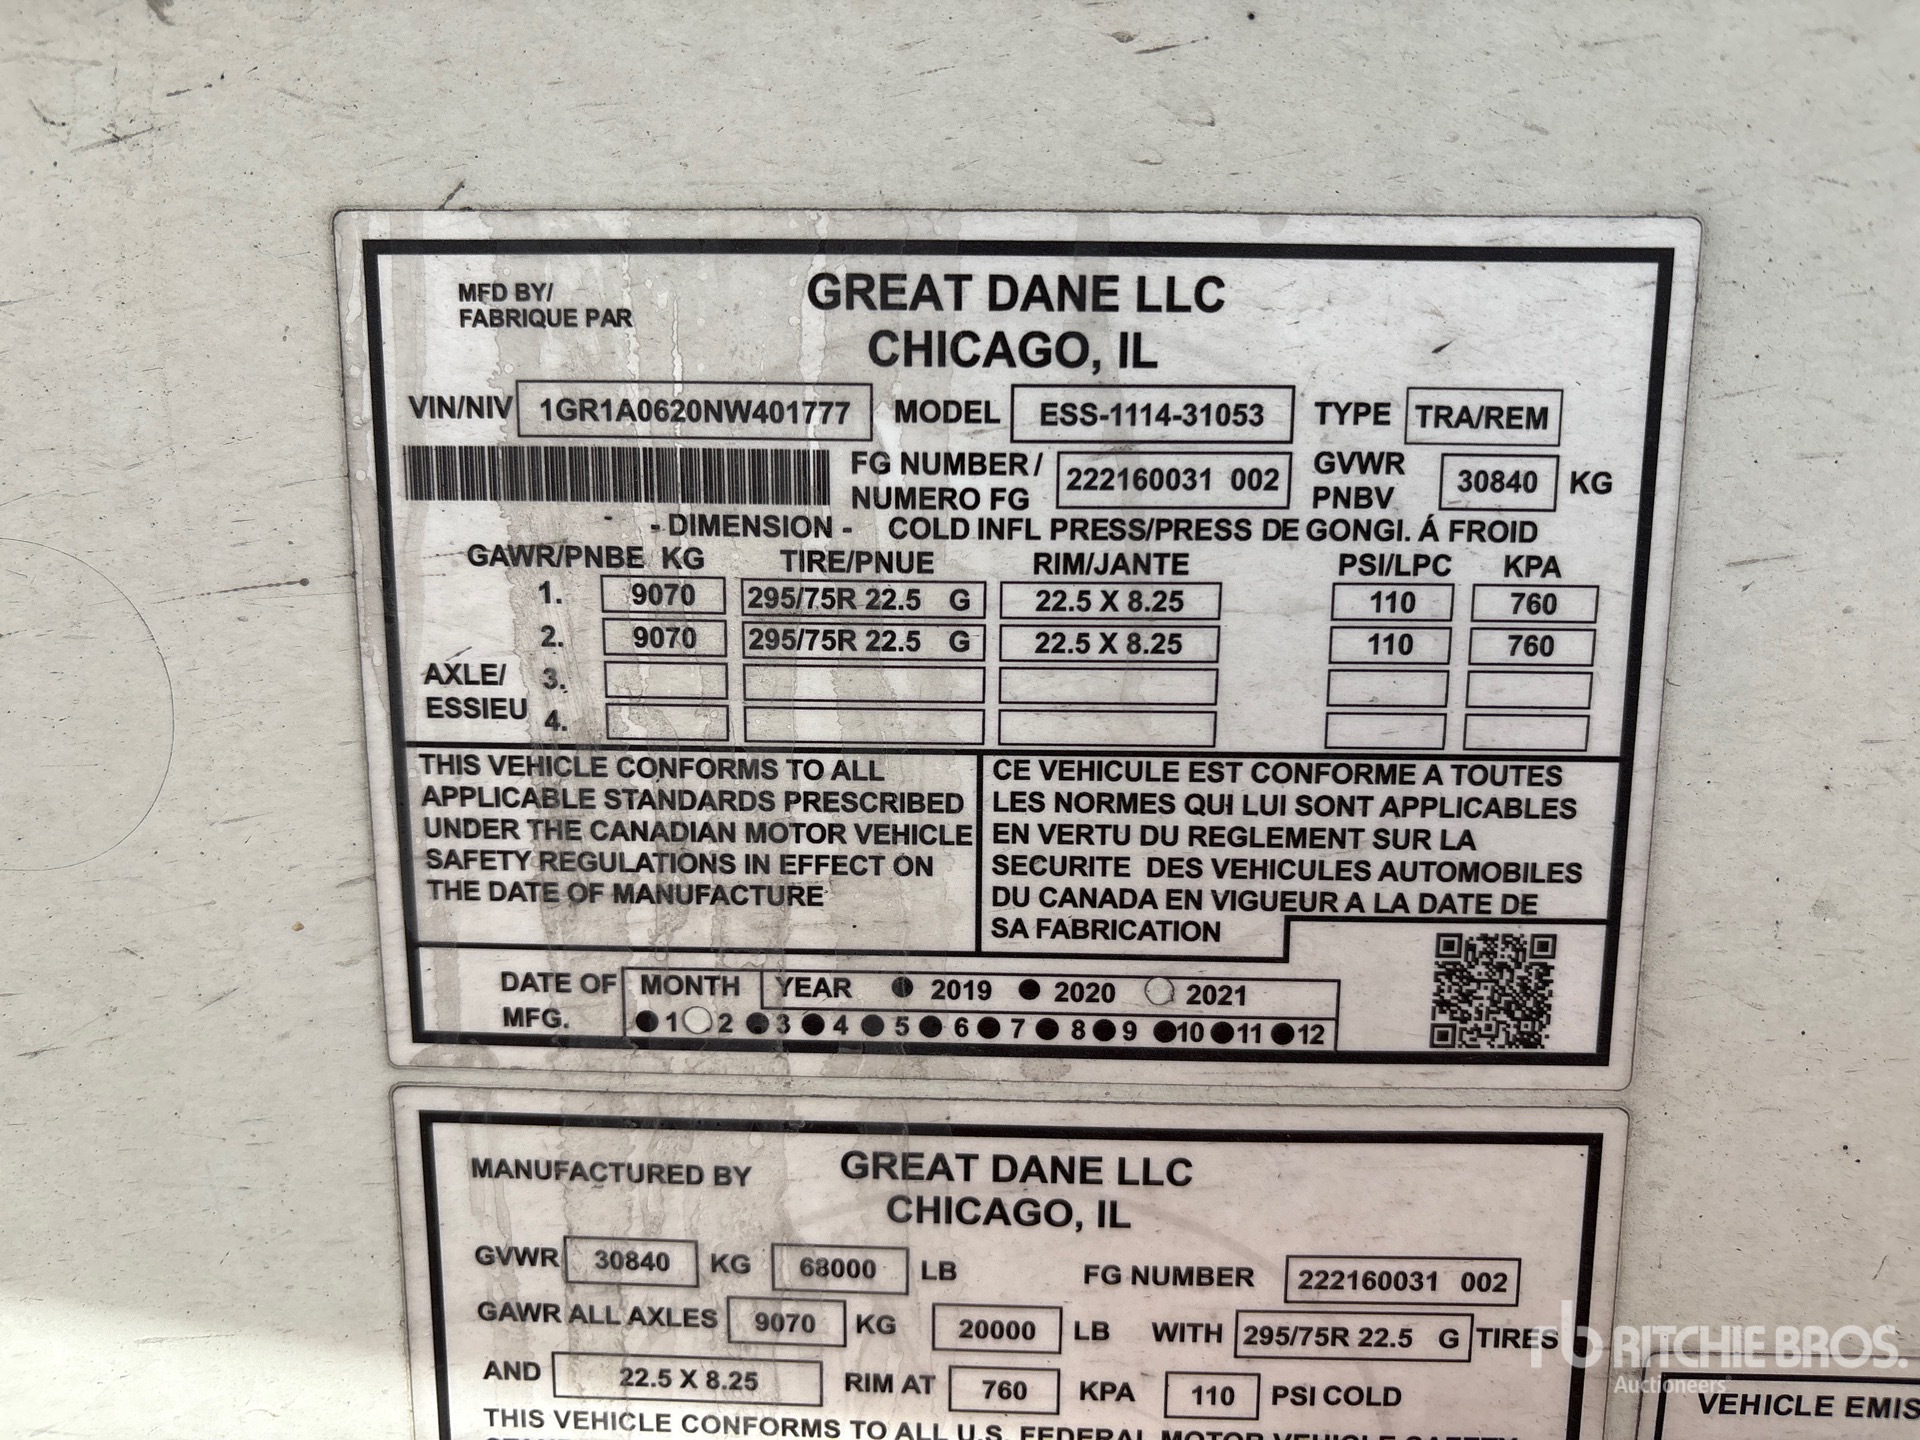 MFD BY/
FABRIQUE PAR
GREAT DANE LLC
CHICAGO, IL
VIN/NIV 1GR1A0620NW401777 MODEL ESS-1114-31053 TYPE TRA/REM
FG NUMBER / NUMERO FG 222160031 002 GVWR PNBV 30840 KG
- DIMENSION - COLD INFL PRESS/PRESS DE GONGI. Á FROID
GAWR/PNBE KG TIRE/PNUE RIM/JANTE PSI/LPC KPA
1. 9070 295/75R 22.5 G 22.5 X 8.25 110 760
2. 9070 295/75R 22.5 G 22.5 X 8.25 110 760
AXLE/ 3.
ESSIEU 4.
THIS VEHICLE CONFORMS TO ALL
APPLICABLE STANDARDS PRESCRIBED
UNDER THE CANADIAN MOTOR VEHICLE
SAFETY REGULATIONS IN EFFECT ON
THE DATE OF MANUFACTURE
CE VEHICULE EST CONFORME A TOUTES
LES NORMES QUI LUI SONT APPLICABLES
EN VERTU DU REGLEMENT SUR LA
SECURITE DES VEHICULES AUTOMOBILES
DU CANADA EN VIGUEUR A LA DATE DE
SA FABRICATION
DATE OF MFG. MONTH YEAR 2019 2020 2021
1 2 3 4 5 6 7 8 9 10 11 12
MANUFACTURED BY GREAT DANE LLC
CHICAGO, IL
GVWR 30840 KG 68000 LB FG NUMBER 222160031 002
GAWR ALL AXLES 9070 KG 20000 LB WITH 295/75R 22.5 G TIRES
AND 22.5 X 8.25 RIM AT 760 KPA 110 PSI COLD
THIS VEHICLE CONFORMS TO ALL U.S. FEDERAL MOTOR VEHICLE SAFETY
VEHICLE EMIS
rb RITCHIE BROS.
Auctioneers